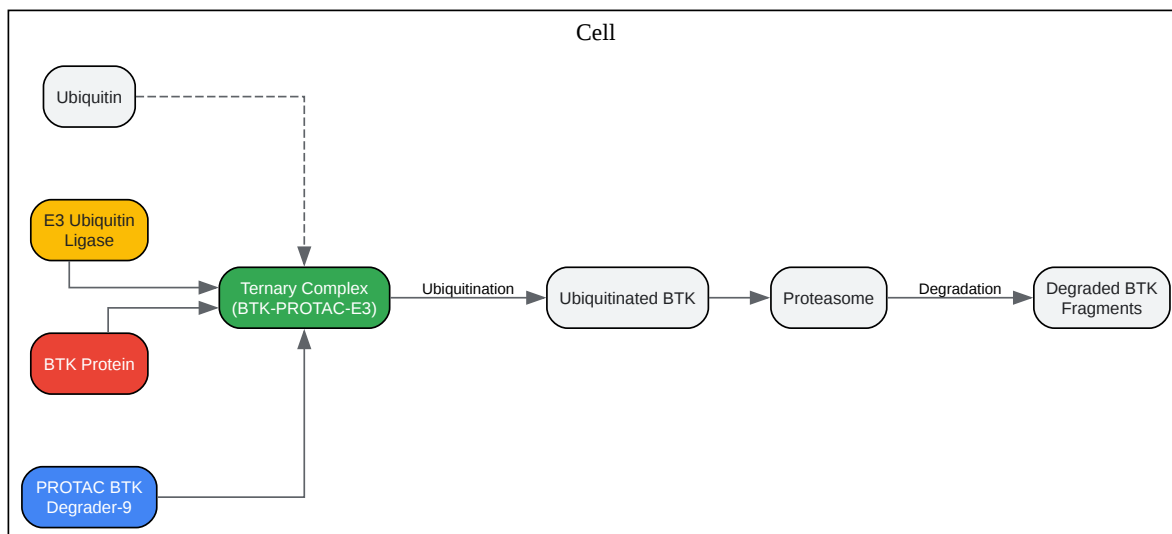 Cell
Ubiquitin
E3 Ubiquitin
Ligase
BTK Protein
PROTAC BTK
Degrader-9
Ternary Complex
(BTK-PROTAC-E3)
Ubiquitination
Ubiquitinated BTK
Proteasome
Degradation
Degraded BTK
Fragments